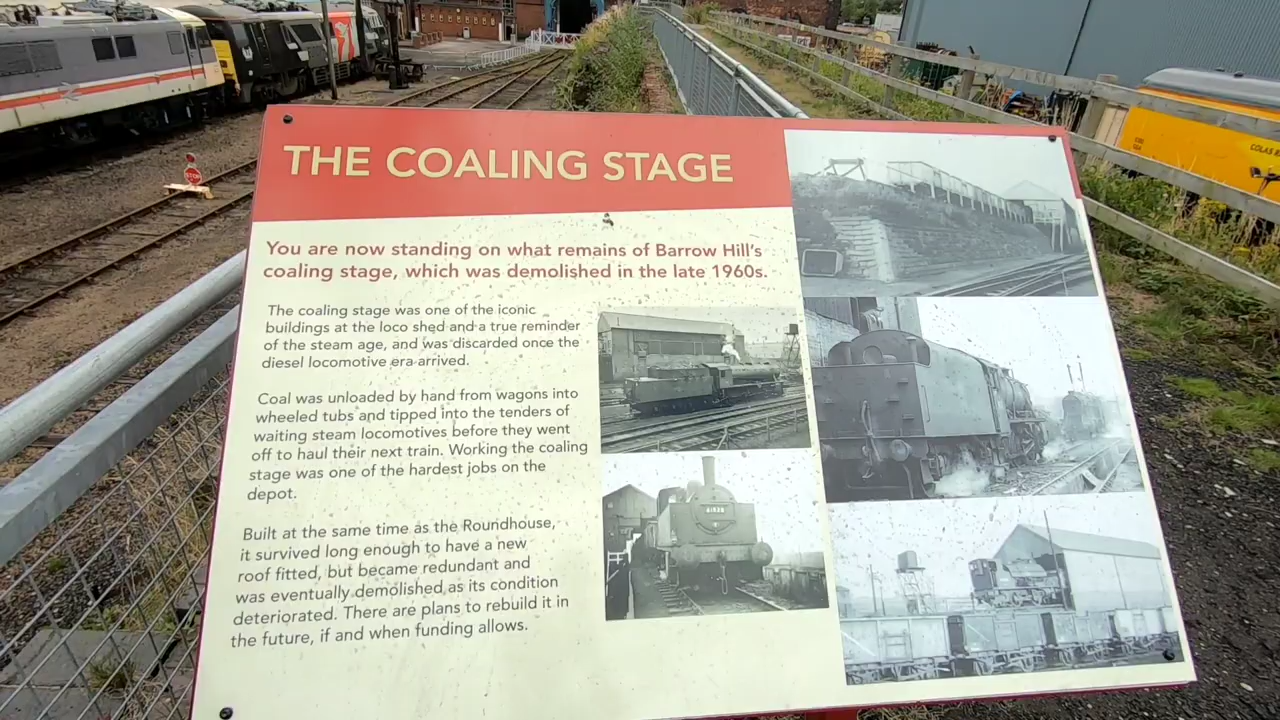 THE COALING STAGE
You are now standing on what remains of Barrow Hill's
coaling stage, which was demolished in the late 1960s.
The coaling stage was one of the iconic
buildings at the loco shed and a true reminder
of the steam age, and was discarded once the
diesel locomotive era arrived.
Coal was unloaded by hand from wagons into
wheeled tubs and tipped into the tenders of
waiting steam locomotives before they went
off to haul their next train. Working the coaling
stage was one of the hardest jobs on the
depot.
Built at the same time as the Roundhouse,
it survived long enough to have a new
roof fitted, but became redundant and
was eventually demolished as its condition
deteriorated. There are plans to rebuild it in
the future, if and when funding allows.
STOP
COLAS